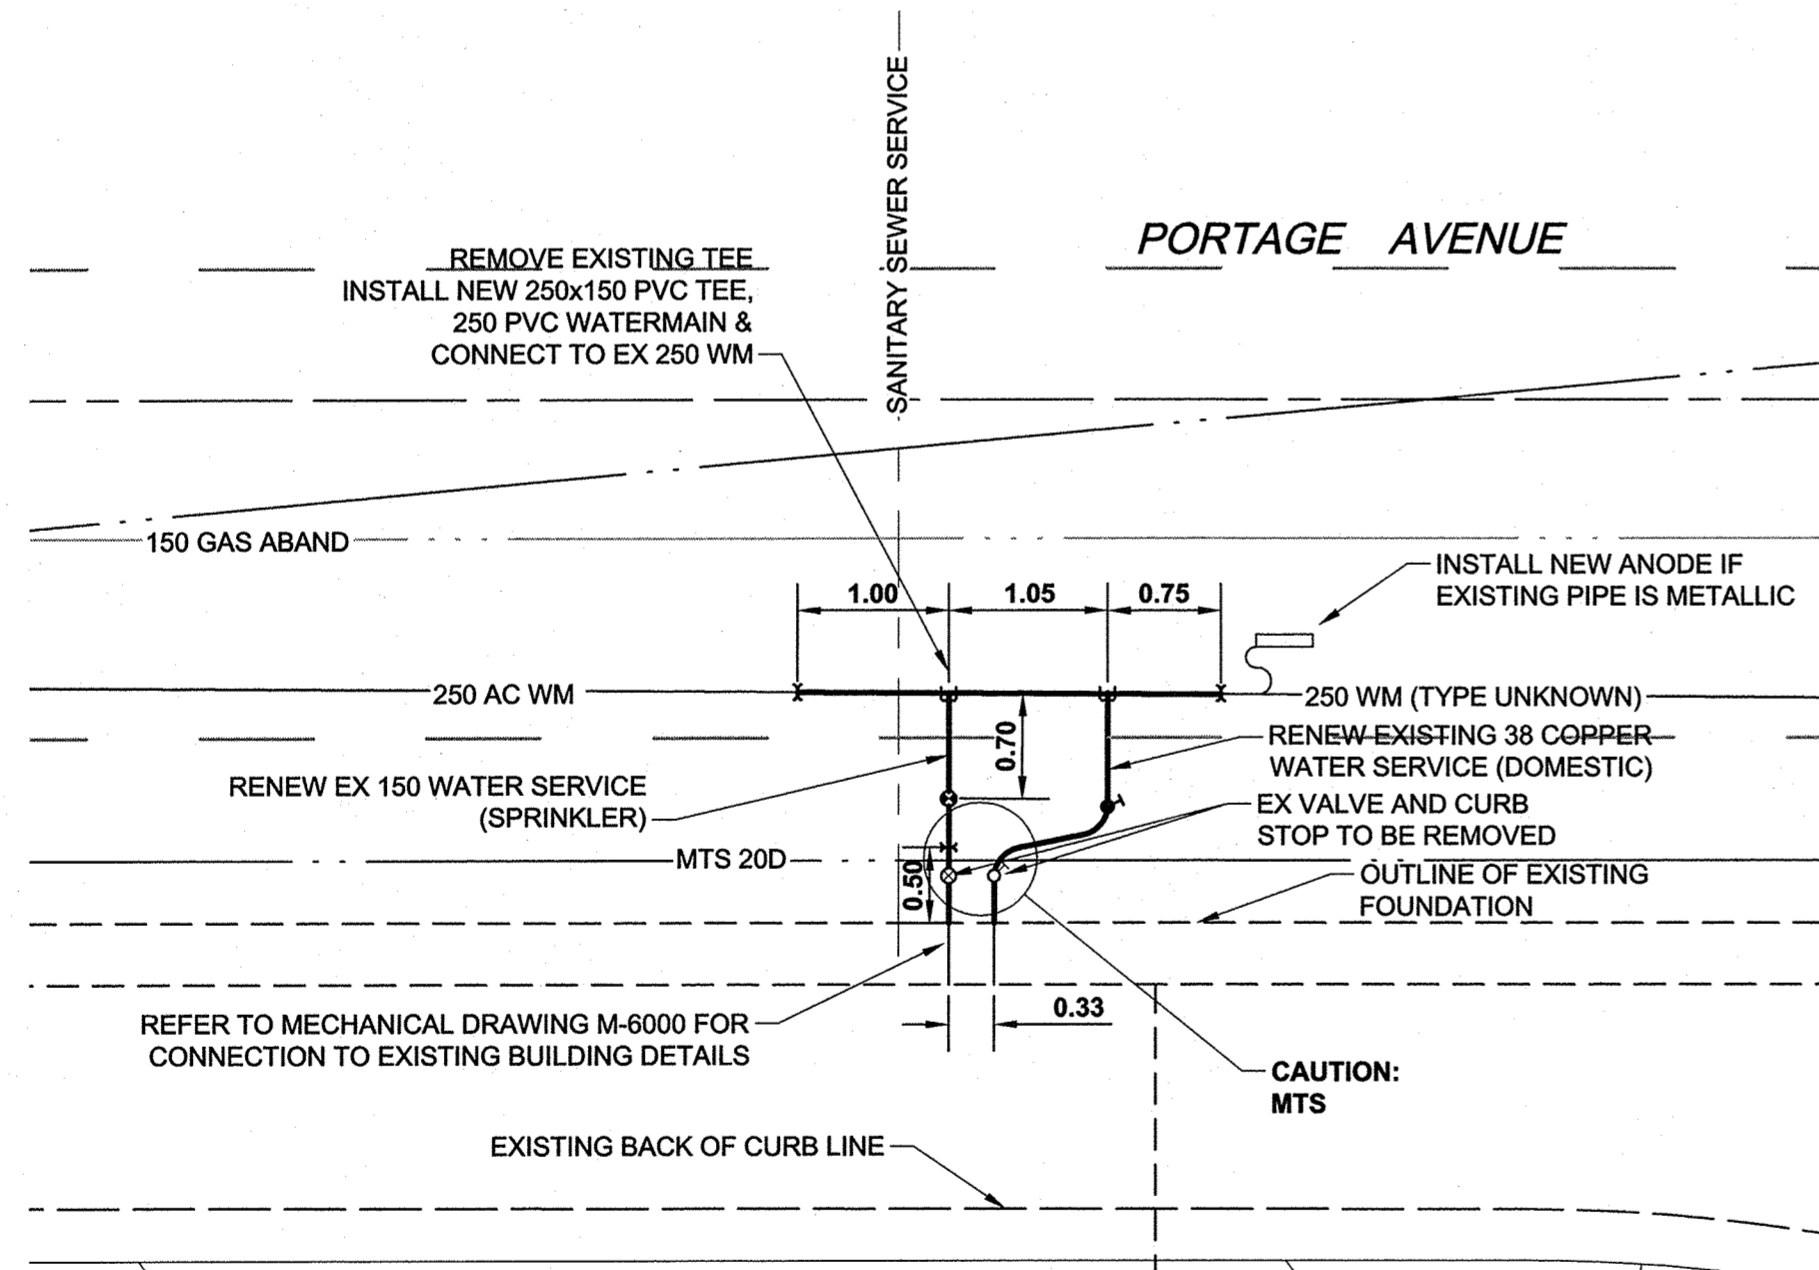 SANITARY SEWER SERVICE
PORTAGE AVENUE
REMOVE EXISTING TEE
INSTALL NEW 250x150 PVC TEE,
250 PVC WATERMAIN &
CONNECT TO EX 250 WM
150 GAS ABAND
INSTALL NEW ANODE IF
EXISTING PIPE IS METALLIC
1.00
1.05
0.75
250 AC WM
250 WM (TYPE UNKNOWN)
0.70
RENEW EXISTING 38 COPPER
WATER SERVICE (DOMESTIC)
RENEW EX 150 WATER SERVICE
(SPRINKLER)
EX VALVE AND CURB
STOP TO BE REMOVED
MTS 20D
0.50
OUTLINE OF EXISTING
FOUNDATION
0.33
REFER TO MECHANICAL DRAWING M-6000 FOR
CONNECTION TO EXISTING BUILDING DETAILS
CAUTION:
MTS
EXISTING BACK OF CURB LINE